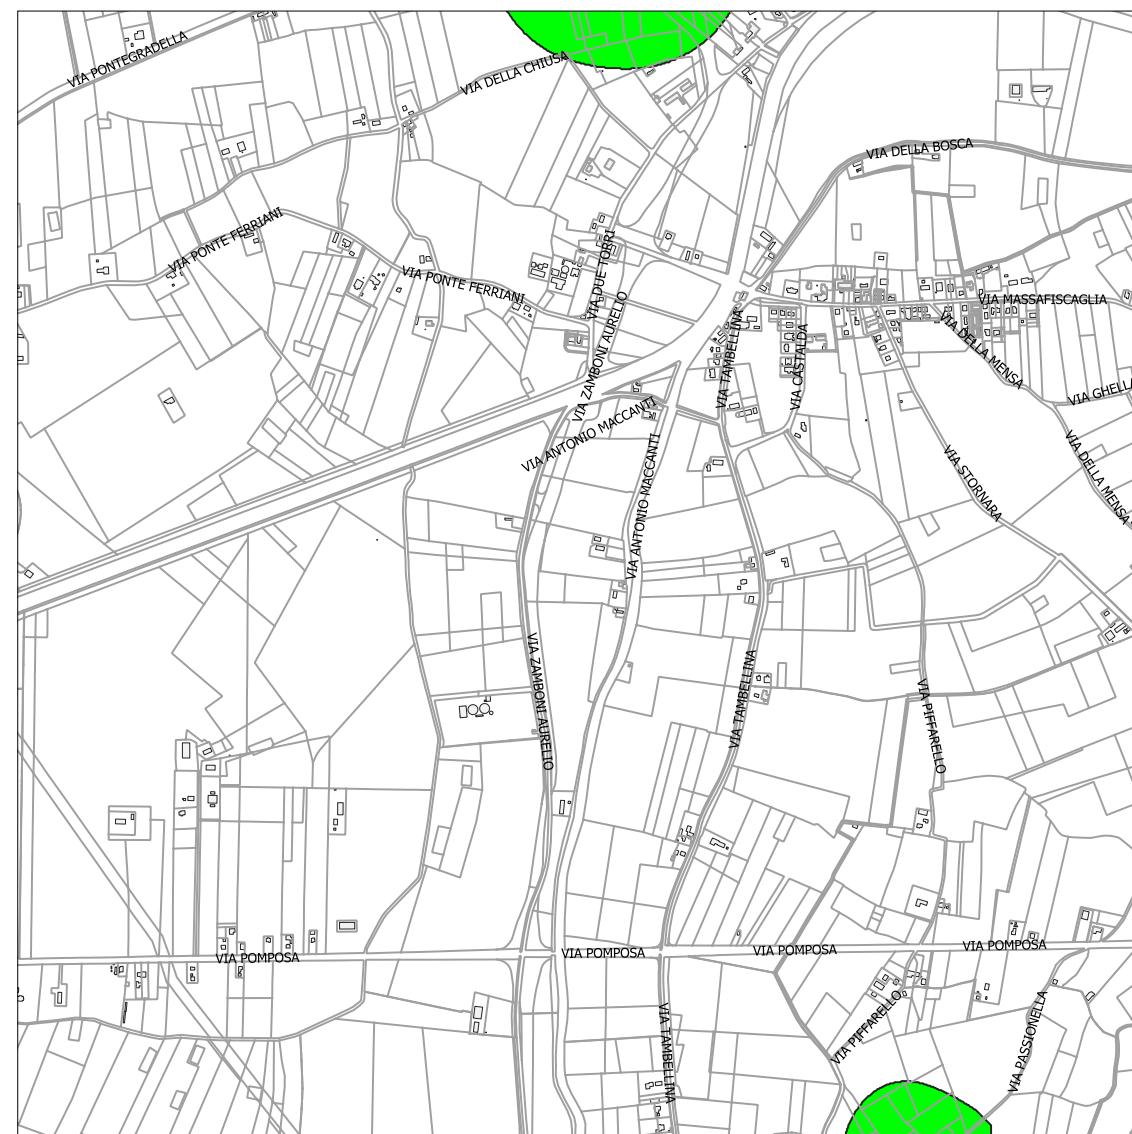 VIA PONTEGRADELLA
VIA DELLA CHIUSA
VIA DELLA BOSCA
VIA PONTE FERRIANI
VIA DUE TORRI
VIA PONTE FERRIANI
VIA MASSAFISCAGLIA
VIA ZAMBONI AURELIO
VIA TAMBELLINA
VIA CASTALDA
VIA DELLA MENSA
VIA GHELLA
VIA ANTONIO MACCANTI
VIA ANTONIO MACCANTI
VIA STORNARA
VIA DELLA MENSA
VIA ZAMBONI AURELIO
VIA TAMBELLINA
VIA PIFFARELLO
VIA POMPOSA
VIA POMPOSA
VIA POMPOSA
VIA POMPOSA
VIA PIFFARELLO
VIA PASSIONELLA
VIA TAMBELLINA